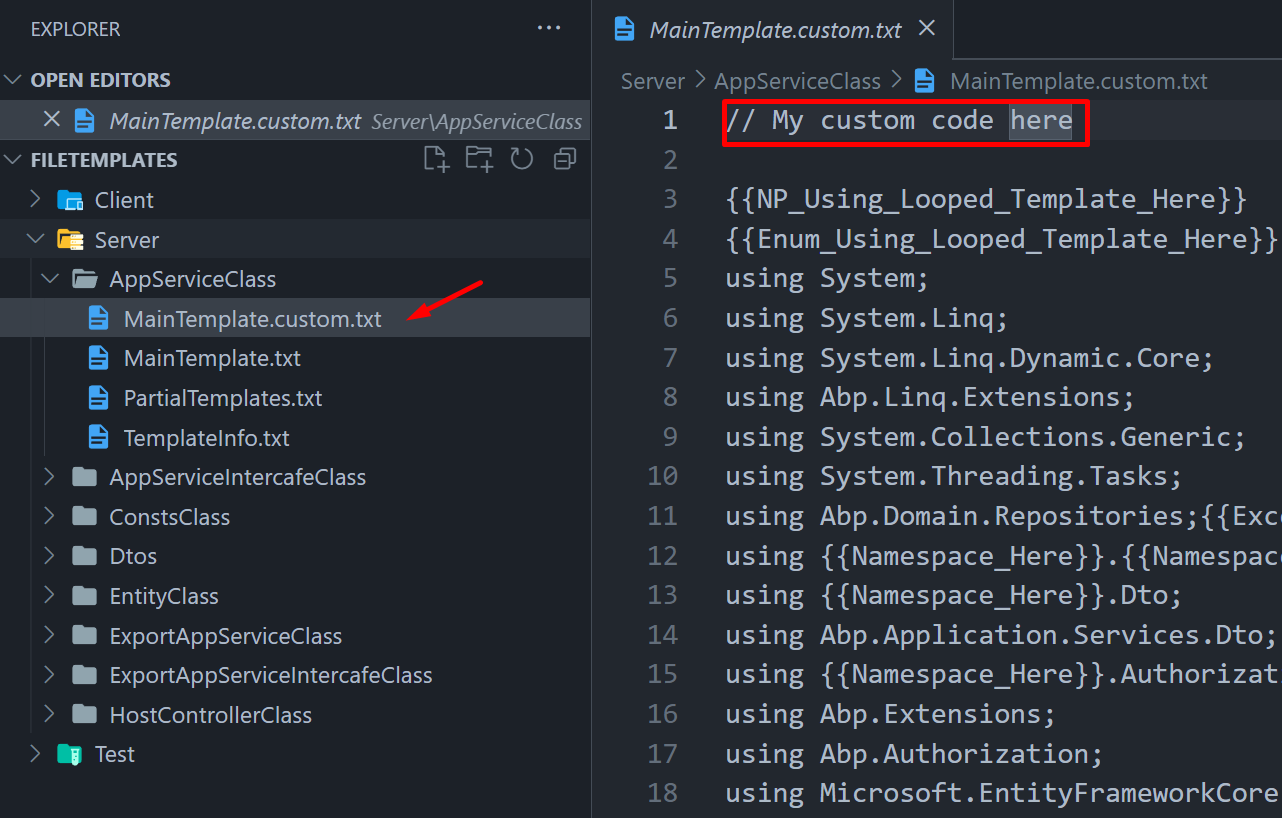 EXPLORER
OPEN EDITORS
MainTemplate.custom.txt Server\AppServiceClass
FILETEMPLATES
Client
Server
AppServiceClass
MainTemplate.custom.txt
MainTemplate.txt
PartialTemplates.txt
TemplateInfo.txt
AppServiceIntercafeClass
ConstsClass
Dtos
EntityClass
ExportAppServiceClass
ExportAppServiceIntercafeClass
HostControllerClass
Test
MainTemplate.custom.txt
Server > AppServiceClass > MainTemplate.custom.txt
1 // My custom code here
2
3 {{NP_Using_Looped_Template_Here}}
4 {{Enum_Using_Looped_Template_Here}}
5 using System;
6 using System.Linq;
7 using System.Linq.Dynamic.Core;
8 using Abp.Linq.Extensions;
9 using System.Collections.Generic;
10 using System.Threading.Tasks;
11 using Abp.Domain.Repositories;{{Exc
12 using {{Namespace_Here}}.{{Namespac
13 using {{Namespace_Here}}.Dto;
14 using Abp.Application.Services.Dto;
15 using {{Namespace_Here}}.Authorizat
16 using Abp.Extensions;
17 using Abp.Authorization;
18 using Microsoft.EntityFrameworkCore